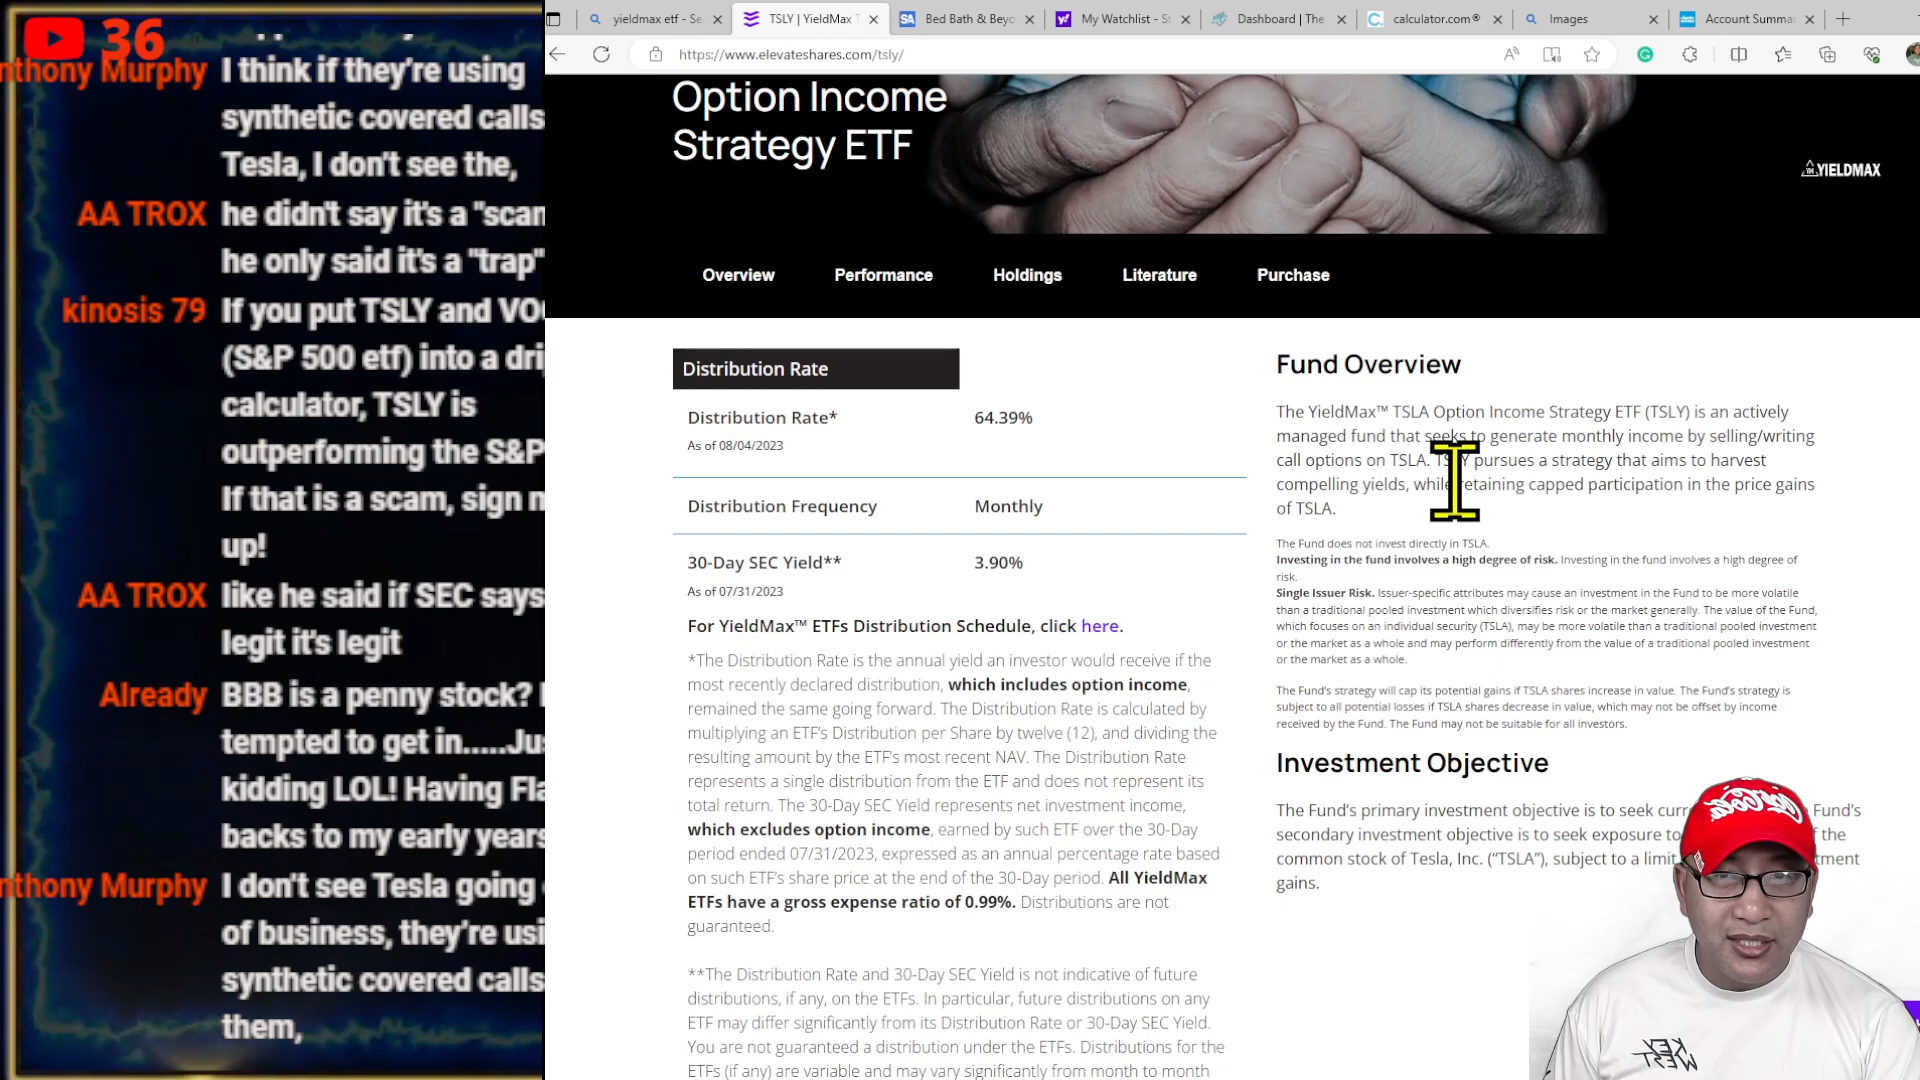 36
nthony Murphy I think if they're using
synthetic covered calls
Tesla, I don't see the,
AA TROX he didn't say it's a "scan
he only said it's a "trap"
kinosis 79 If you put TSLY and VO
(S&P 500 etf) into a dri
calculator, TSLY is
outperforming the S&P
If that is a scam, sign m
up!
AA TROX like he said if SEC says
legit it's legit
Already BBB is a penny stock?
tempted to get in.....Jus
kidding LOL! Having Fla
backs to my early years
nthony Murphy I don't see Tesla going
of business, they're usi
synthetic covered calls
them,
yieldmax etf - Se
TSLY | YieldMax T
Bed Bath & Beyo
My Watchlist - St
Dashboard | The
calculator.com®
Images
Account Summa
https://www.elevateshares.com/tsly/
Option Income
Strategy ETF
YIELDMAX
Overview Performance Holdings Literature Purchase
Distribution Rate
Distribution Rate* 64.39%
As of 08/04/2023
Distribution Frequency Monthly
30-Day SEC Yield** 3.90%
As of 07/31/2023
For YieldMax™ ETFs Distribution Schedule, click here.
*The Distribution Rate is the annual yield an investor would receive if the
most recently declared distribution, which includes option income,
remained the same going forward. The Distribution Rate is calculated by
multiplying an ETF's Distribution per Share by twelve (12), and dividing the
resulting amount by the ETF's most recent NAV. The Distribution Rate
represents a single distribution from the ETF and does not represent its
total return. The 30-Day SEC Yield represents net investment income,
which excludes option income, earned by such ETF over the 30-Day
period ended 07/31/2023, expressed as an annual percentage rate based
on such ETF's share price at the end of the 30-Day period. All YieldMax
ETFs have a gross expense ratio of 0.99%. Distributions are not
guaranteed.
**The Distribution Rate and 30-Day SEC Yield is not indicative of future
distributions, if any, on the ETFs. In particular, future distributions on any
ETF may differ significantly from its Distribution Rate or 30-Day SEC Yield.
You are not guaranteed a distribution under the ETFs. Distributions for the
ETFs (if any) are variable and may vary significantly from month to month
Fund Overview
The YieldMax™ TSLA Option Income Strategy ETF (TSLY) is an actively
managed fund that seeks to generate monthly income by selling/writing
call options on TSLA. TSLY pursues a strategy that aims to harvest
compelling yields, while retaining capped participation in the price gains
of TSLA.
The Fund does not invest directly in TSLA.
Investing in the fund involves a high degree of risk. Investing in the fund involves a high degree of
risk.
Single Issuer Risk. Issuer-specific attributes may cause an investment in the Fund to be more volatile
than a traditional pooled investment which diversifies risk or the market generally. The value of the Fund,
which focuses on an individual security (TSLA), may be more volatile than a traditional pooled investment
or the market as a whole and may perform differently from the value of a traditional pooled investment
or the market as a whole.
The Fund's strategy will cap its potential gains if TSLA shares increase in value. The Fund's strategy is
subject to all potential losses if TSLA shares decrease in value, which may not be offset by income
received by the Fund. The Fund may not be suitable for all investors.
Investment Objective
The Fund's primary investment objective is to seek curr Fund's
secondary investment objective is to seek exposure to f the
common stock of Tesla, Inc. ("TSLA"), subject to a limit tment
gains.
Coca-Cola
KEY
WEST